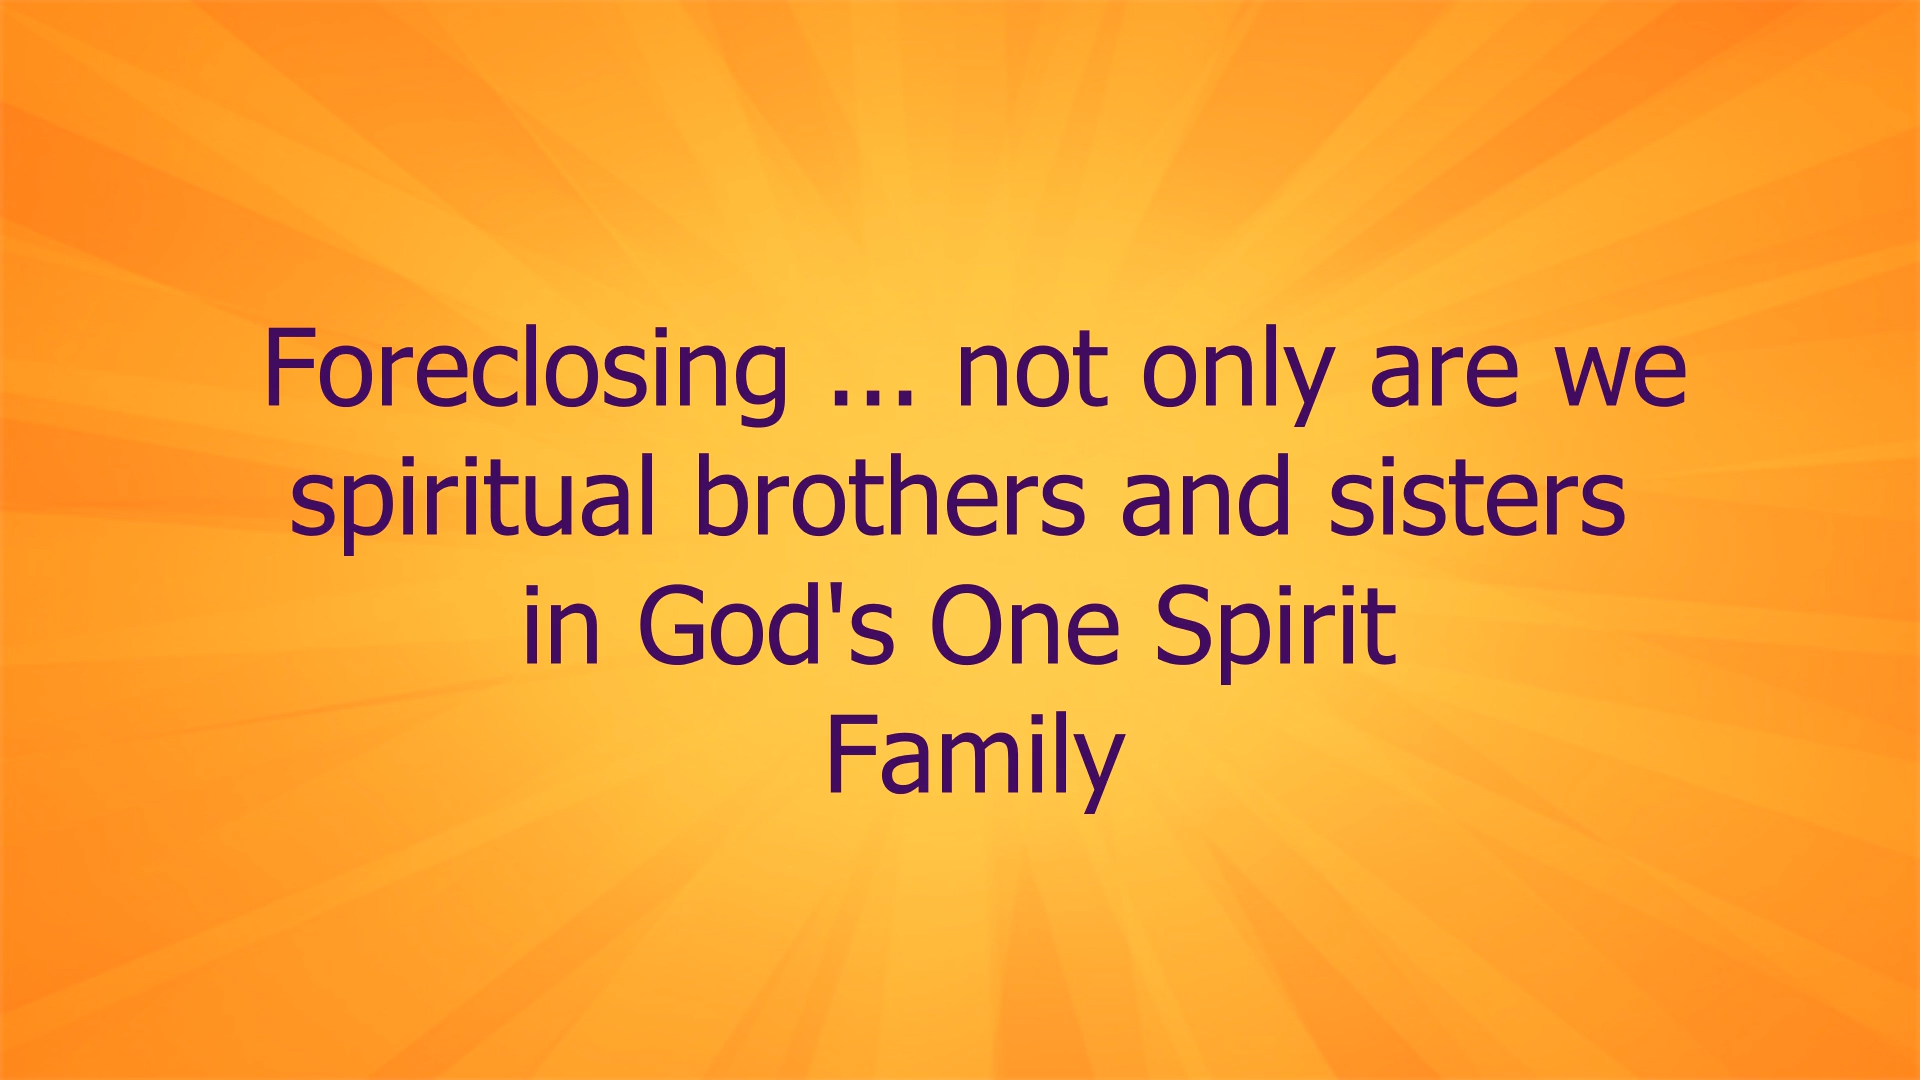 Foreclosing ... not only are we
spiritual brothers and sisters
in God's One Spirit
Family